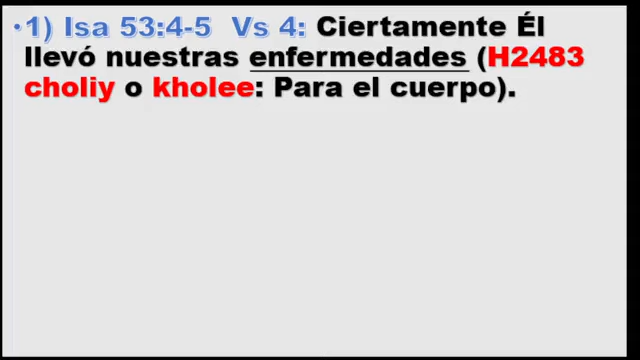 •1) Isa 53:4-5  Vs 4: Ciertamente Él
llevó nuestras enfermedades (H2483
choliy o kholee: Para el cuerpo).